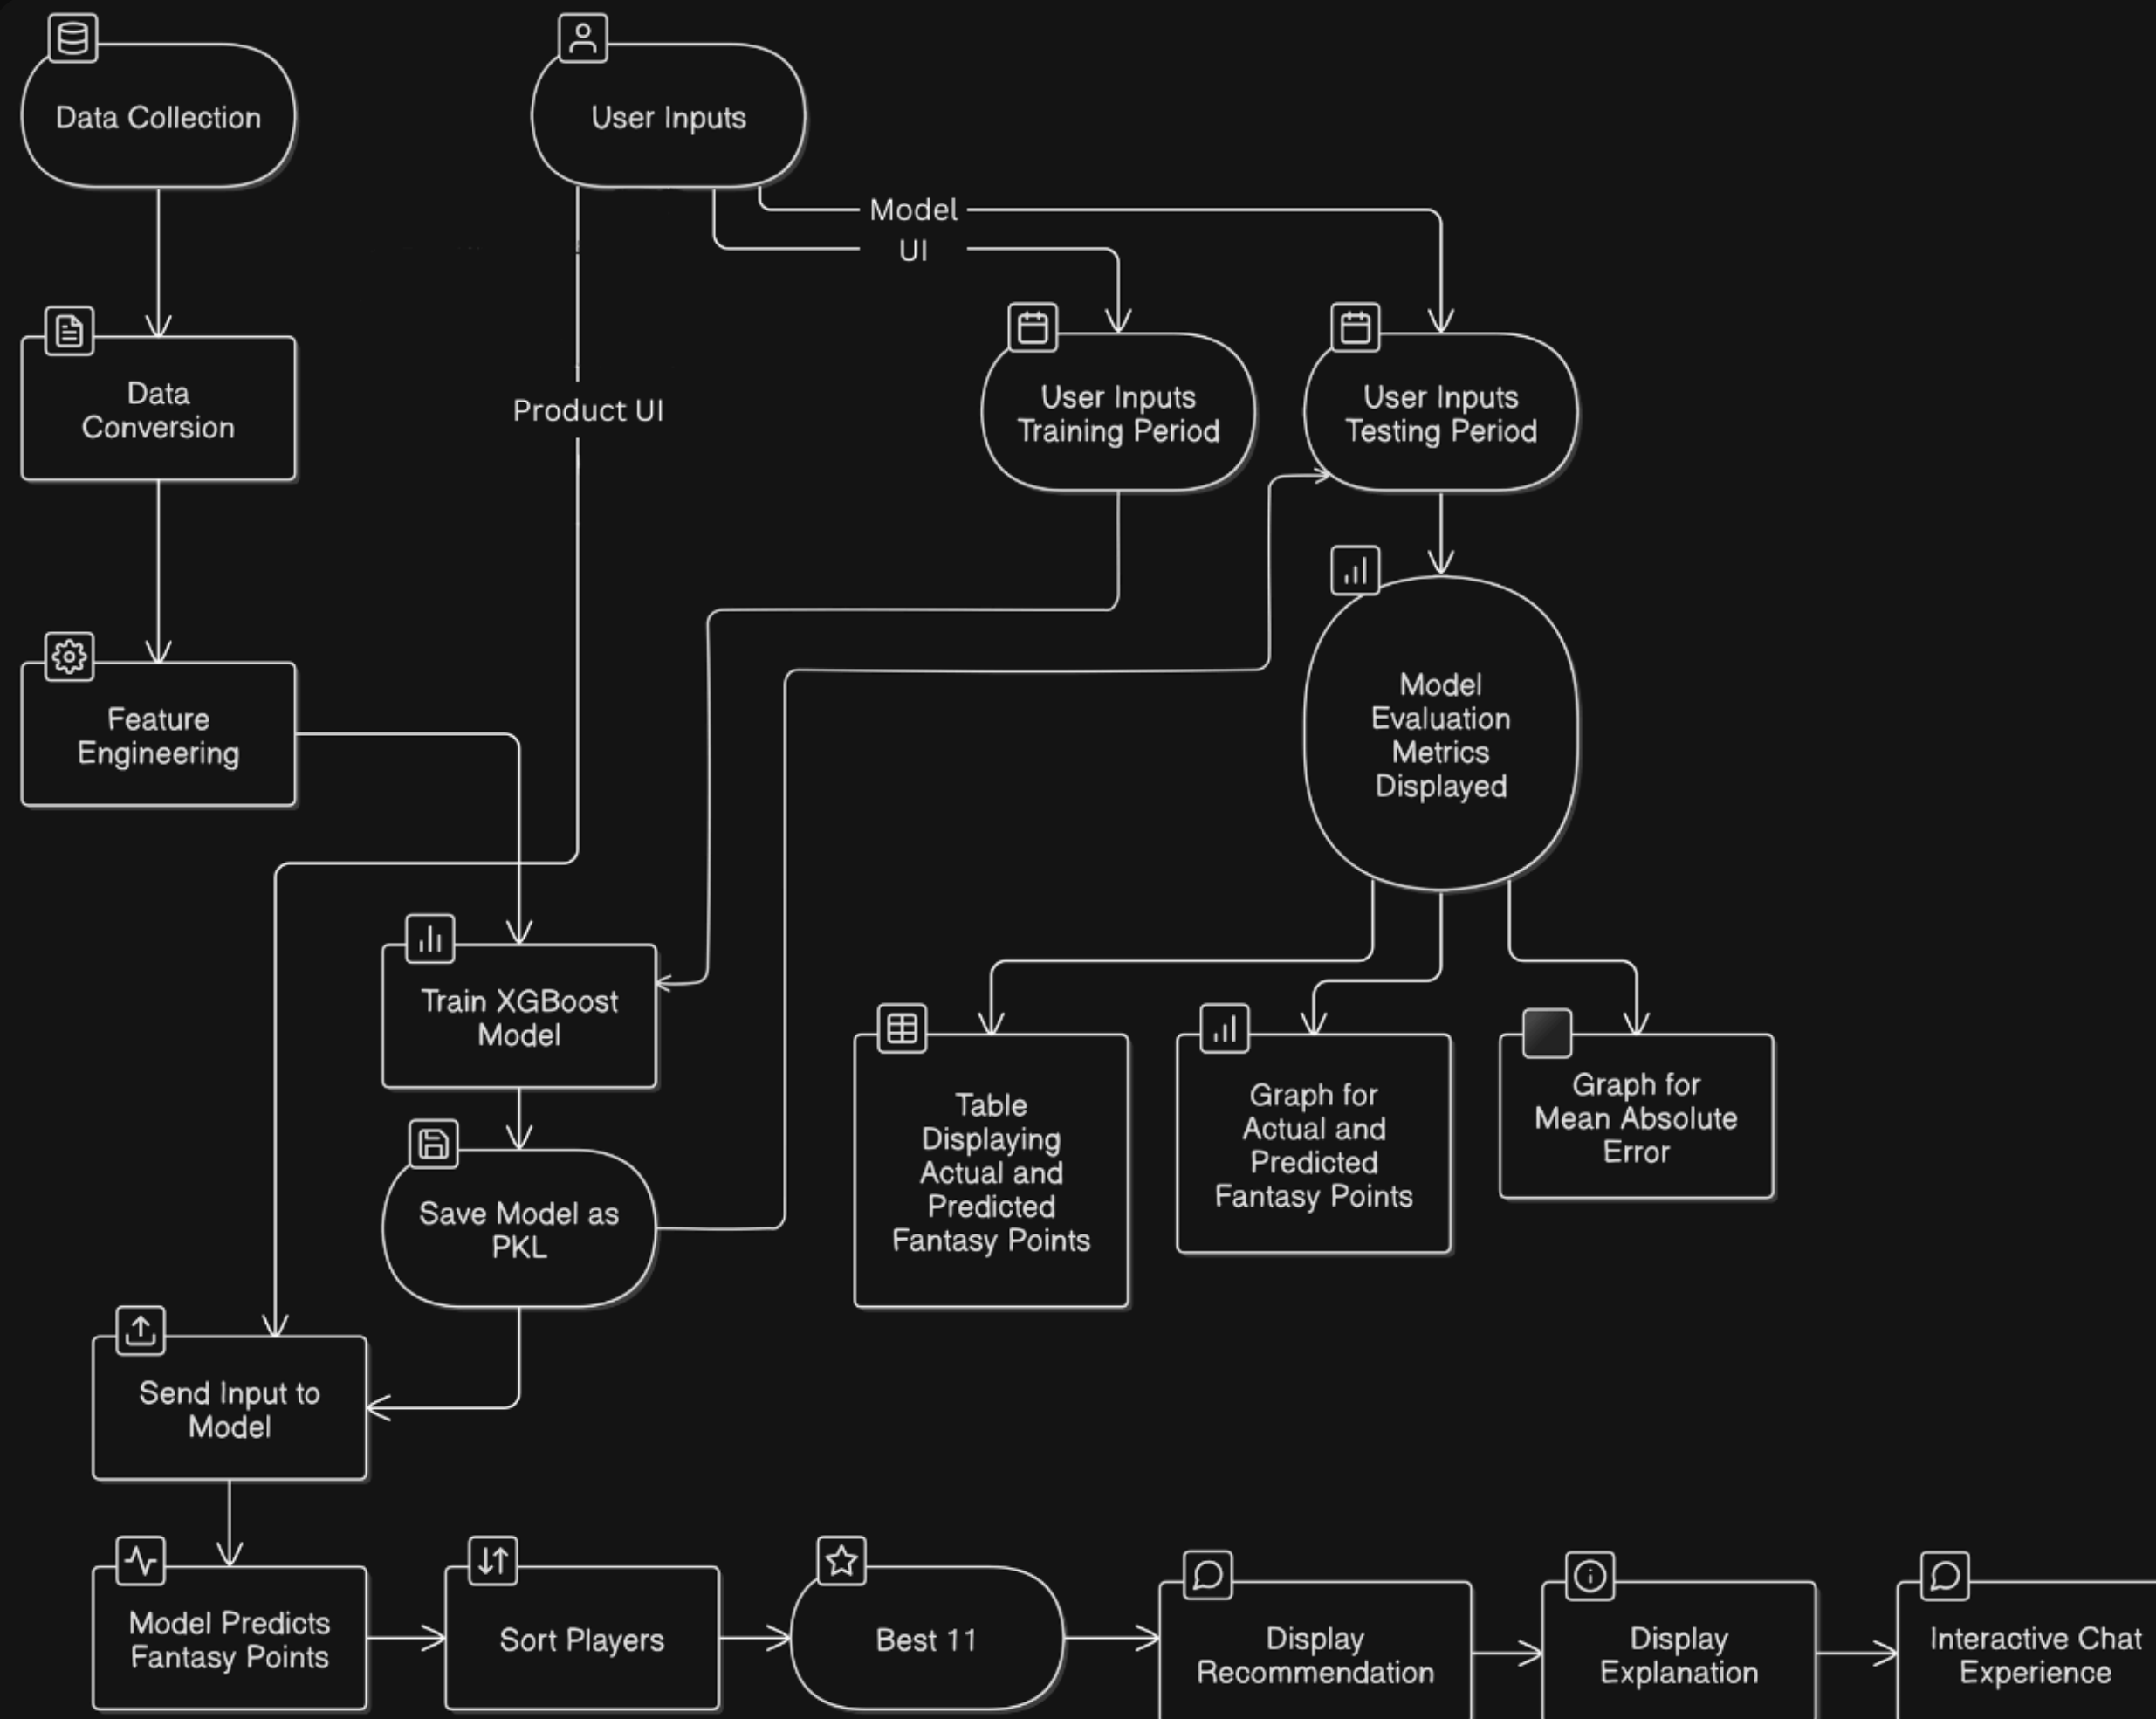 Data Collection
User Inputs
Model
UI
Data
Conversion
Product UI
User Inputs
Training Period
User Inputs
Testing Period
Feature
Engineering
Model
Evaluation
Metrics
Displayed
Train XGBoost
Model
Table
Displaying
Actual and
Predicted
Fantasy Points
Graph for
Actual and
Predicted
Fantasy Points
Graph for
Mean Absolute
Error
Save Model as
PKL
Send Input to
Model
Model Predicts
Fantasy Points
Sort Players
Best 11
Display
Recommendation
Display
Explanation
Interactive Chat
Experience